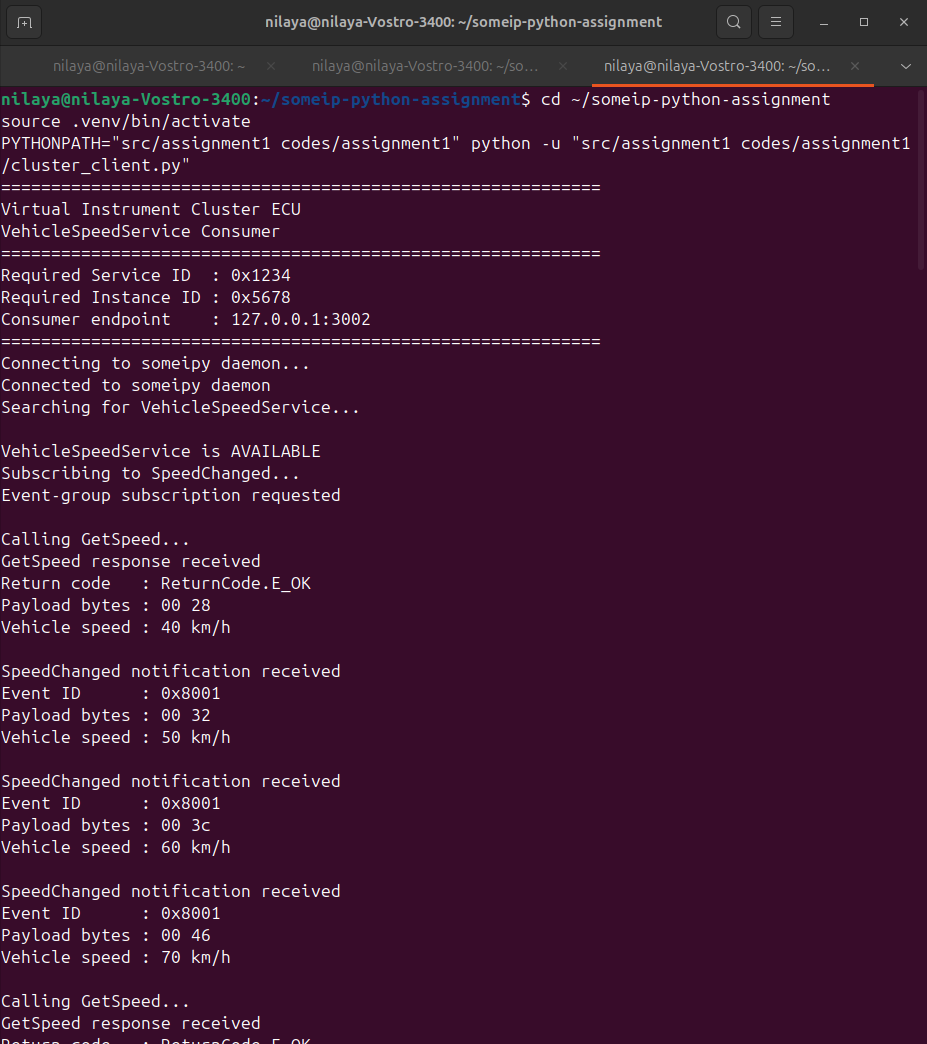 nilaya@nilaya-Vostro-3400: ~/someip-python-assignment
nilaya@nilaya-Vostro-3400: ~
nilaya@nilaya-Vostro-3400: ~/so...
nilaya@nilaya-Vostro-3400: ~/so...
nilaya@nilaya-Vostro-3400:~/someip-python-assignment$ cd ~/someip-python-assignment
source .venv/bin/activate
PYTHONPATH="src/assignment1 codes/assignment1" python -u "src/assignment1 codes/assignment1
/cluster_client.py"
============================================================
Virtual Instrument Cluster ECU
VehicleSpeedService Consumer
============================================================
Required Service ID  : 0x1234
Required Instance ID : 0x5678
Consumer endpoint    : 127.0.0.1:3002
============================================================
Connecting to someipy daemon...
Connected to someipy daemon
Searching for VehicleSpeedService...

VehicleSpeedService is AVAILABLE
Subscribing to SpeedChanged...
Event-group subscription requested

Calling GetSpeed...
GetSpeed response received
Return code   : ReturnCode.E_OK
Payload bytes : 00 28
Vehicle speed : 40 km/h

SpeedChanged notification received
Event ID      : 0x8001
Payload bytes : 00 32
Vehicle speed : 50 km/h

SpeedChanged notification received
Event ID      : 0x8001
Payload bytes : 00 3c
Vehicle speed : 60 km/h

SpeedChanged notification received
Event ID      : 0x8001
Payload bytes : 00 46
Vehicle speed : 70 km/h

Calling GetSpeed...
GetSpeed response received
Return code   : ReturnCode.E_OK